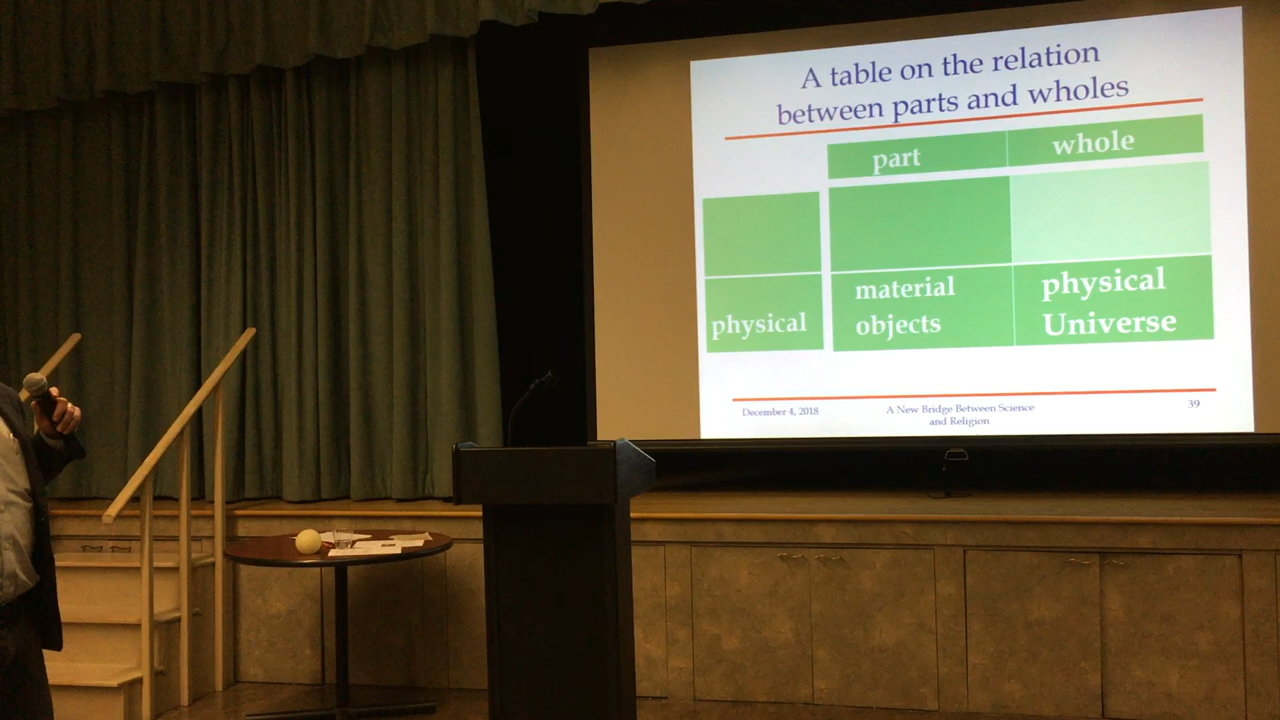 A table on the relation
between parts and wholes
part whole
material physical
physical objects Universe
December 4, 2018 A New Bridge Between Science 39
and Religion